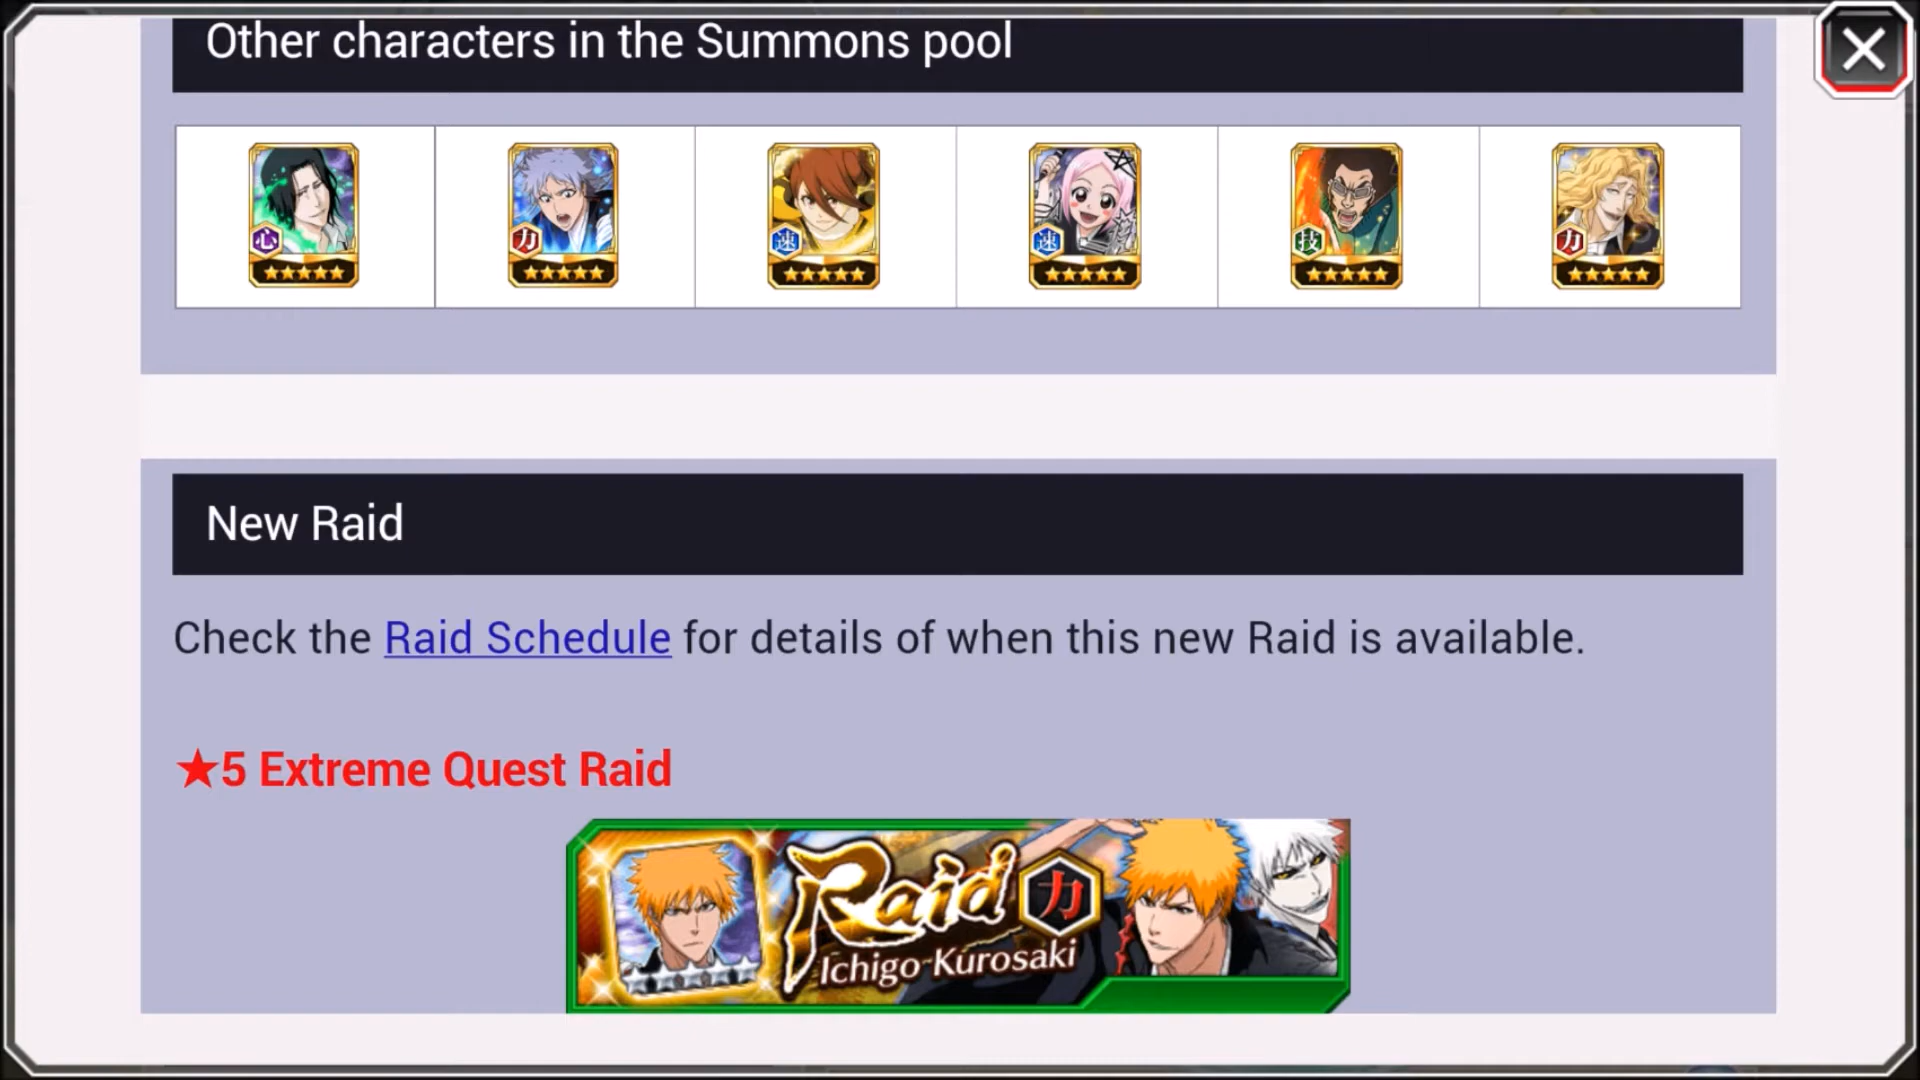 Other characters in the Summons pool
心 力 速 速 技 力
★★★★★ ★★★★★ ★★★★★ ★★★★★ ★★★★★ ★★★★★
New Raid
Check the Raid Schedule for details of when this new Raid is available.
★5 Extreme Quest Raid
Raid 力
Ichigo Kurosaki